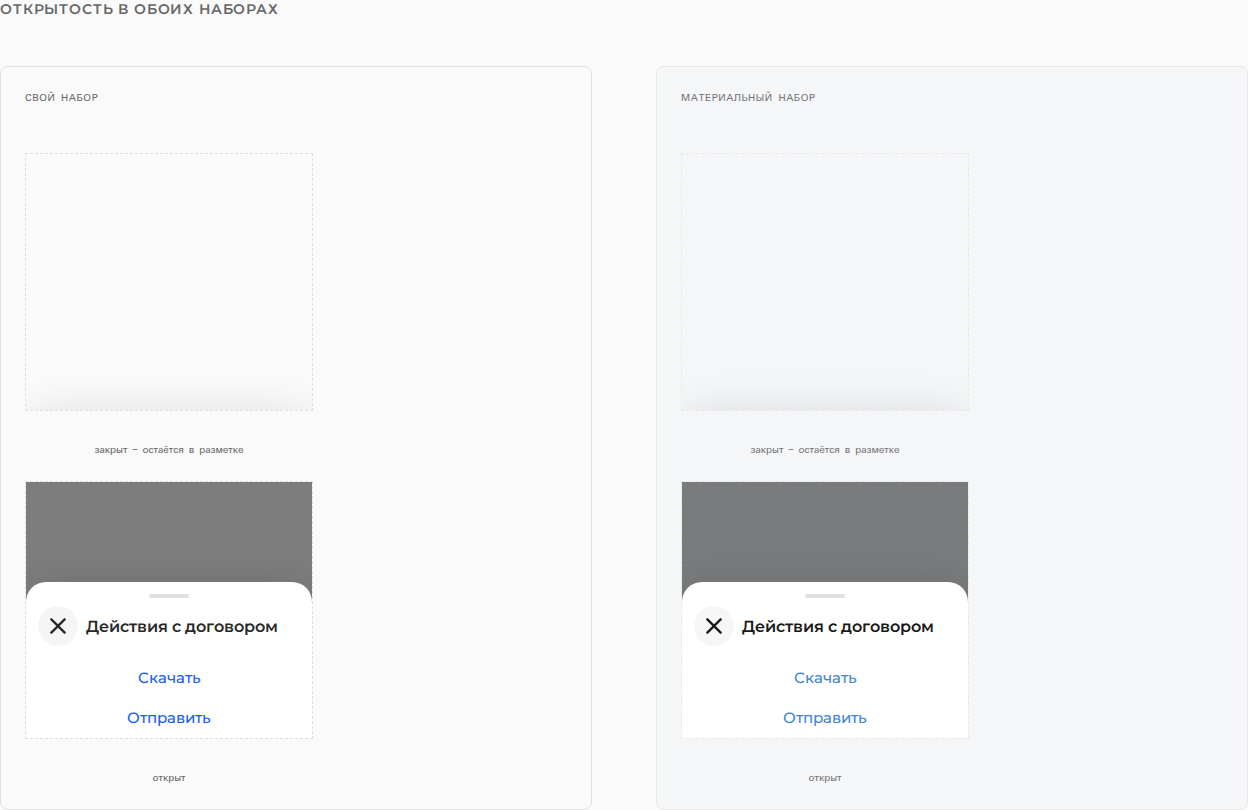 ОТКРЫТОСТЬ В ОБОИХ НАБОРАХ
СВОЙ НАБОР
закрыт – остаётся в разметке
Действия с договором
Скачать
Отправить
открыт
МАТЕРИАЛЬНЫЙ НАБОР
закрыт – остаётся в разметке
Действия с договором
Скачать
Отправить
открыт